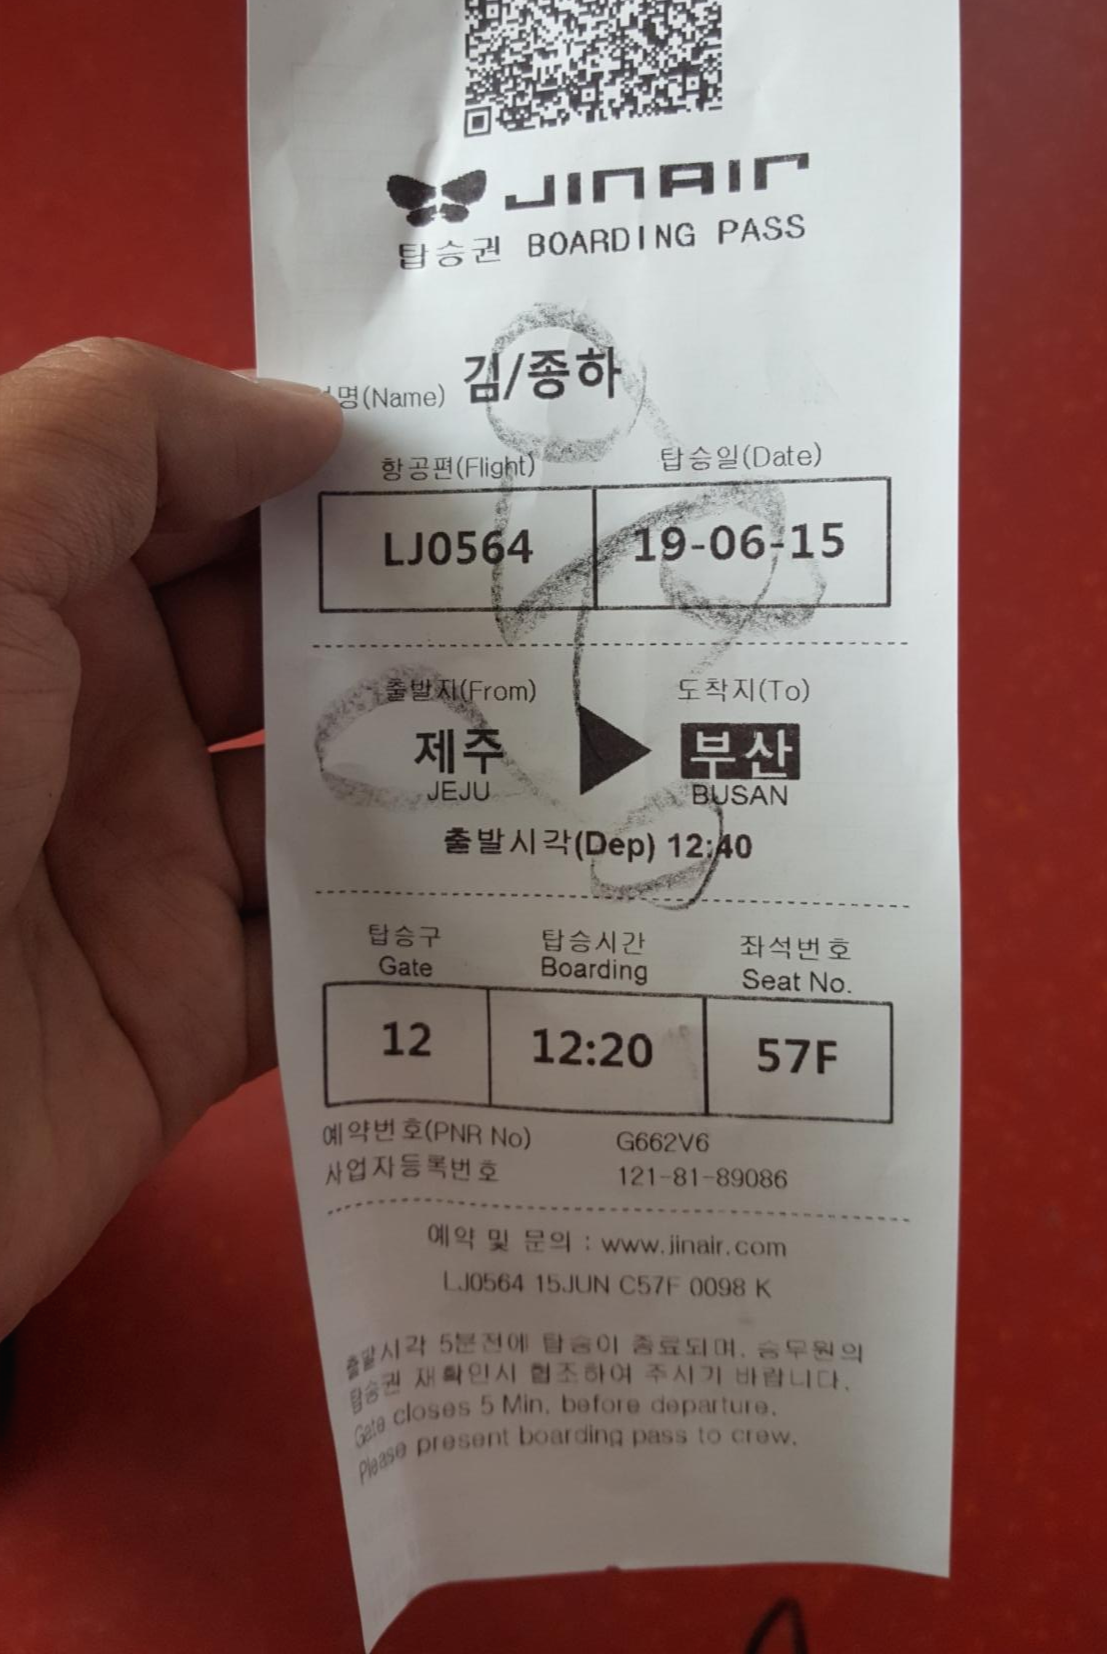 JINAIR
탑승권 BOARDING PASS
명(Name) 김/종하
항공편(Flight) 탑승일(Date)
LJ0564 19-06-15
출발지(From) 도착지(To)
제주 부산
JEJU BUSAN
출발시각(Dep) 12:40
탑승구 탑승시간 좌석번호
Gate Boarding Seat No.
12 12:20 57F
예약번호(PNR No) G662V6
사업자등록번호 121-81-89086
예약 및 문의 : www.jinair.com
LJ0564 15JUN C57F 0098 K
출발시각 5분전에 탑승이 종료되며, 승무원의
탑승권 재확인시 협조하여 주시기 바랍니다.
Gate closes 5 Min. before departure.
Please present boarding pass to crew.